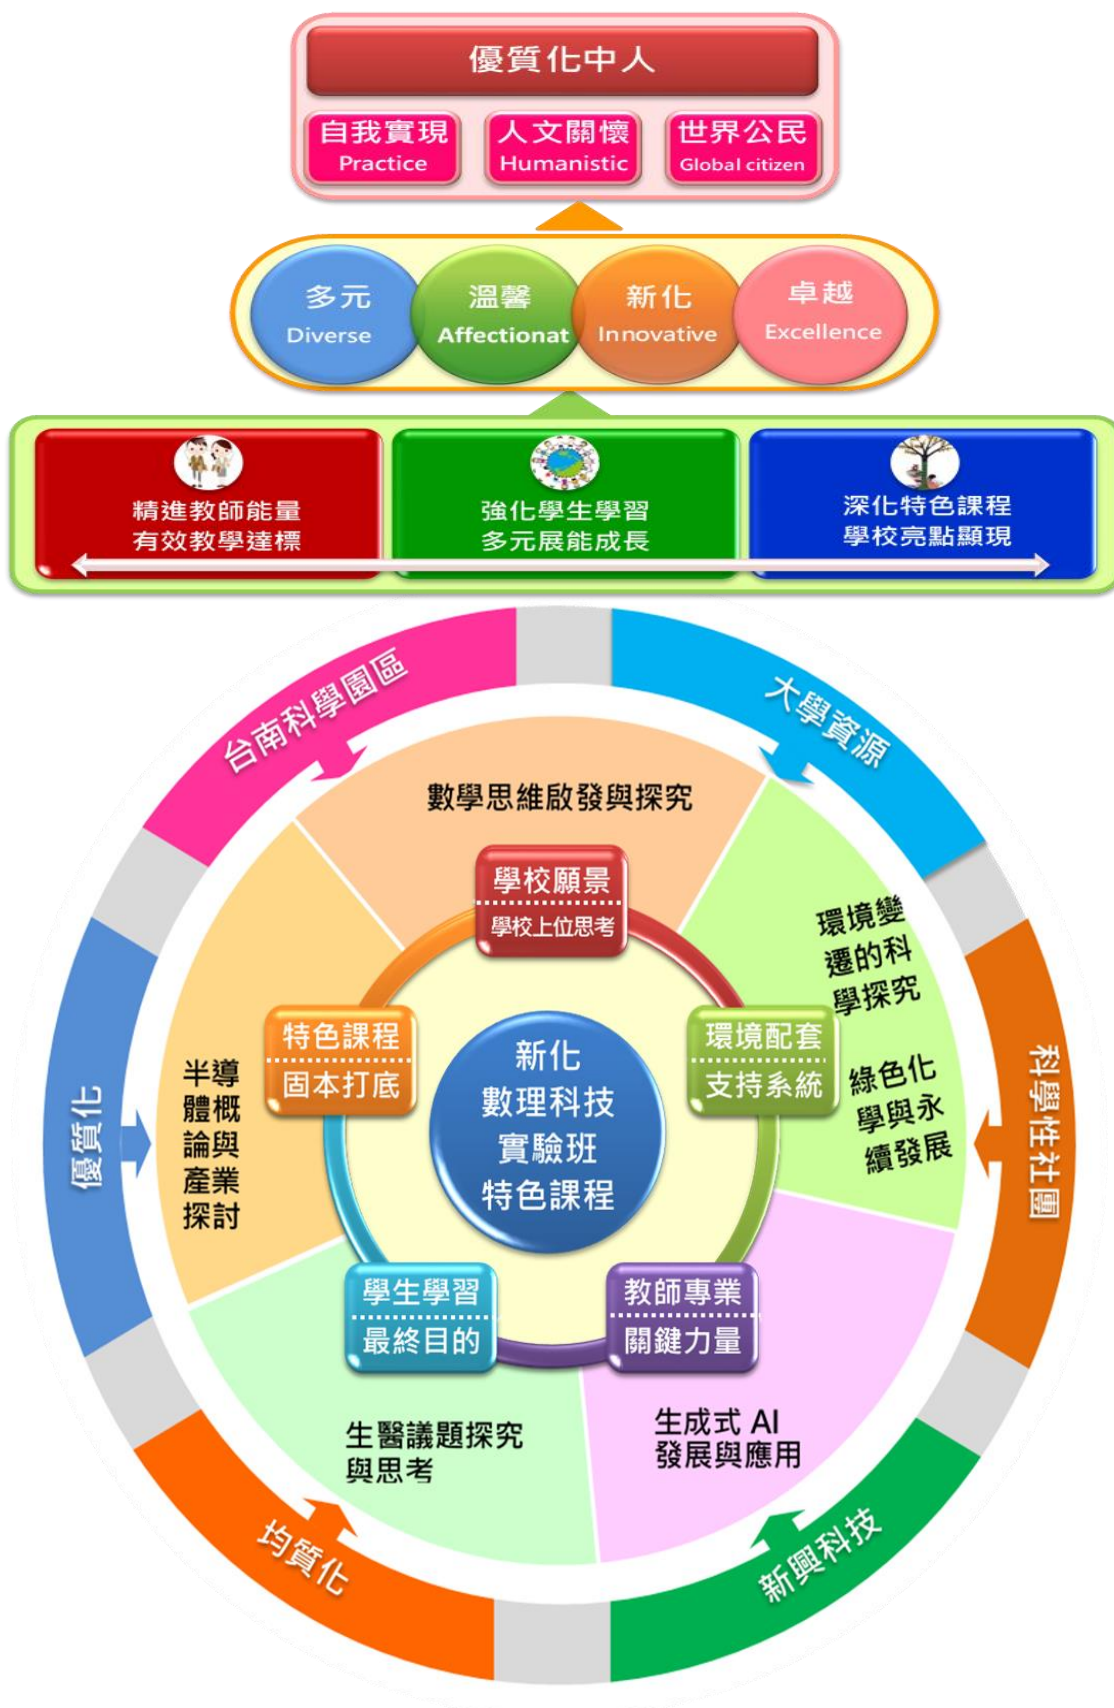 優質化中人
自我實現
Practice
人文關懷
Humanistic
世界公民
Global citizen
多元
Diverse
溫馨
Affectionat
新化
Innovative
卓越
Excellence
精進教師能量
有效教學達標
強化學生學習
多元展能成長
深化特色課程
學校亮點顯現
台南科學園區
大學資源
科學性社團
新興科技
均質化
優質化
數學思維啟發與探究
環境變
遷的科
學探究
綠色化
學與永
續發展
生成式 AI
發展與應用
生醫議題探究
與思考
半導
體概
論與
產業
探討
學校願景
學校上位思考
環境配套
支持系統
教師專業
關鍵力量
學生學習
最終目的
特色課程
固本打底
新化
數理科技
實驗班
特色課程